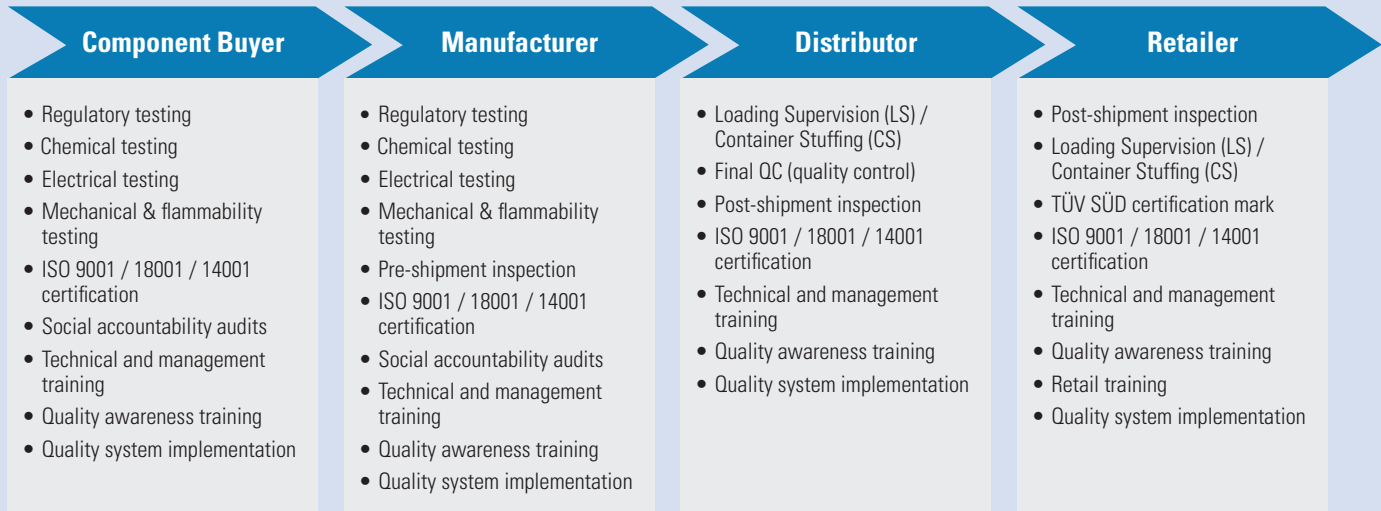 Component Buyer
• Regulatory testing
• Chemical testing
• Electrical testing
• Mechanical & flammability
testing
• ISO 9001 / 18001 / 14001
certification
• Social accountability audits
• Technical and management
training
• Quality awareness training
• Quality system implementation
Manufacturer
• Regulatory testing
• Chemical testing
• Electrical testing
• Mechanical & flammability
testing
• Pre-shipment inspection
• ISO 9001 / 18001 / 14001
certification
• Social accountability audits
• Technical and management
training
• Quality awareness training
• Quality system implementation
Distributor
• Loading Supervision (LS) /
Container Stuffing (CS)
• Final QC (quality control)
• Post-shipment inspection
• ISO 9001 / 18001 / 14001
certification
• Technical and management
training
• Quality awareness training
• Quality system implementation
Retailer
• Post-shipment inspection
• Loading Supervision (LS) /
Container Stuffing (CS)
• TÜV SÜD certification mark
• ISO 9001 / 18001 / 14001
certification
• Technical and management
training
• Quality awareness training
• Retail training
• Quality system implementation